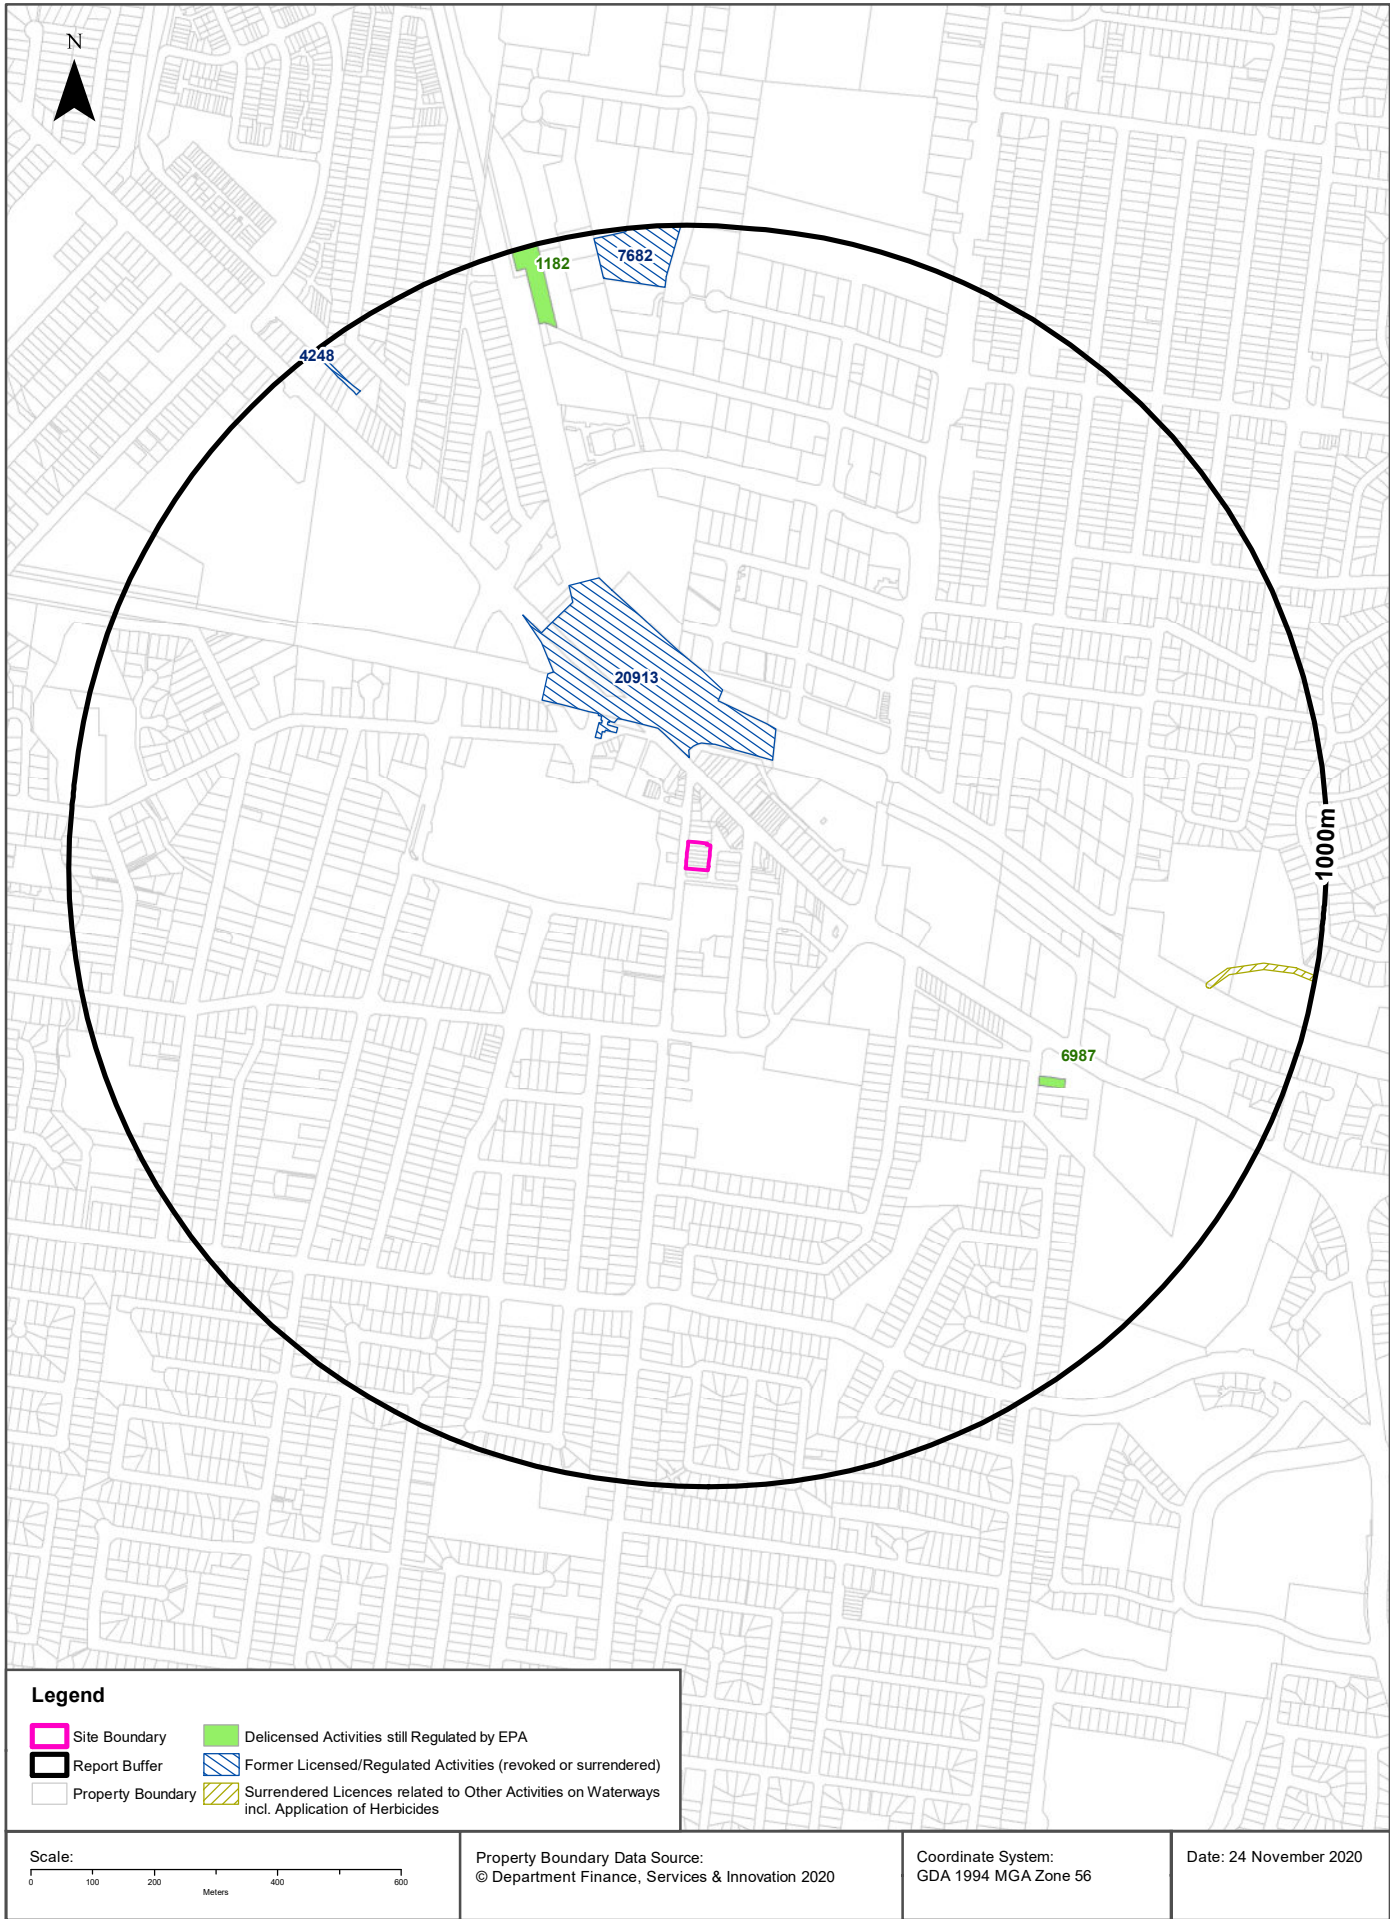 N
7682
1182
4248
20913
1000m
6987
Legend
Site Boundary
Delicensed Activities still Regulated by EPA
Report Buffer
Former Licensed/Regulated Activities (revoked or surrendered)
Property Boundary
Surrendered Licences related to Other Activities on Waterways
incl. Application of Herbicides
Scale:
0 100 200 400 600
Meters
Property Boundary Data Source:
© Department Finance, Services & Innovation 2020
Coordinate System:
GDA 1994 MGA Zone 56
Date: 24 November 2020